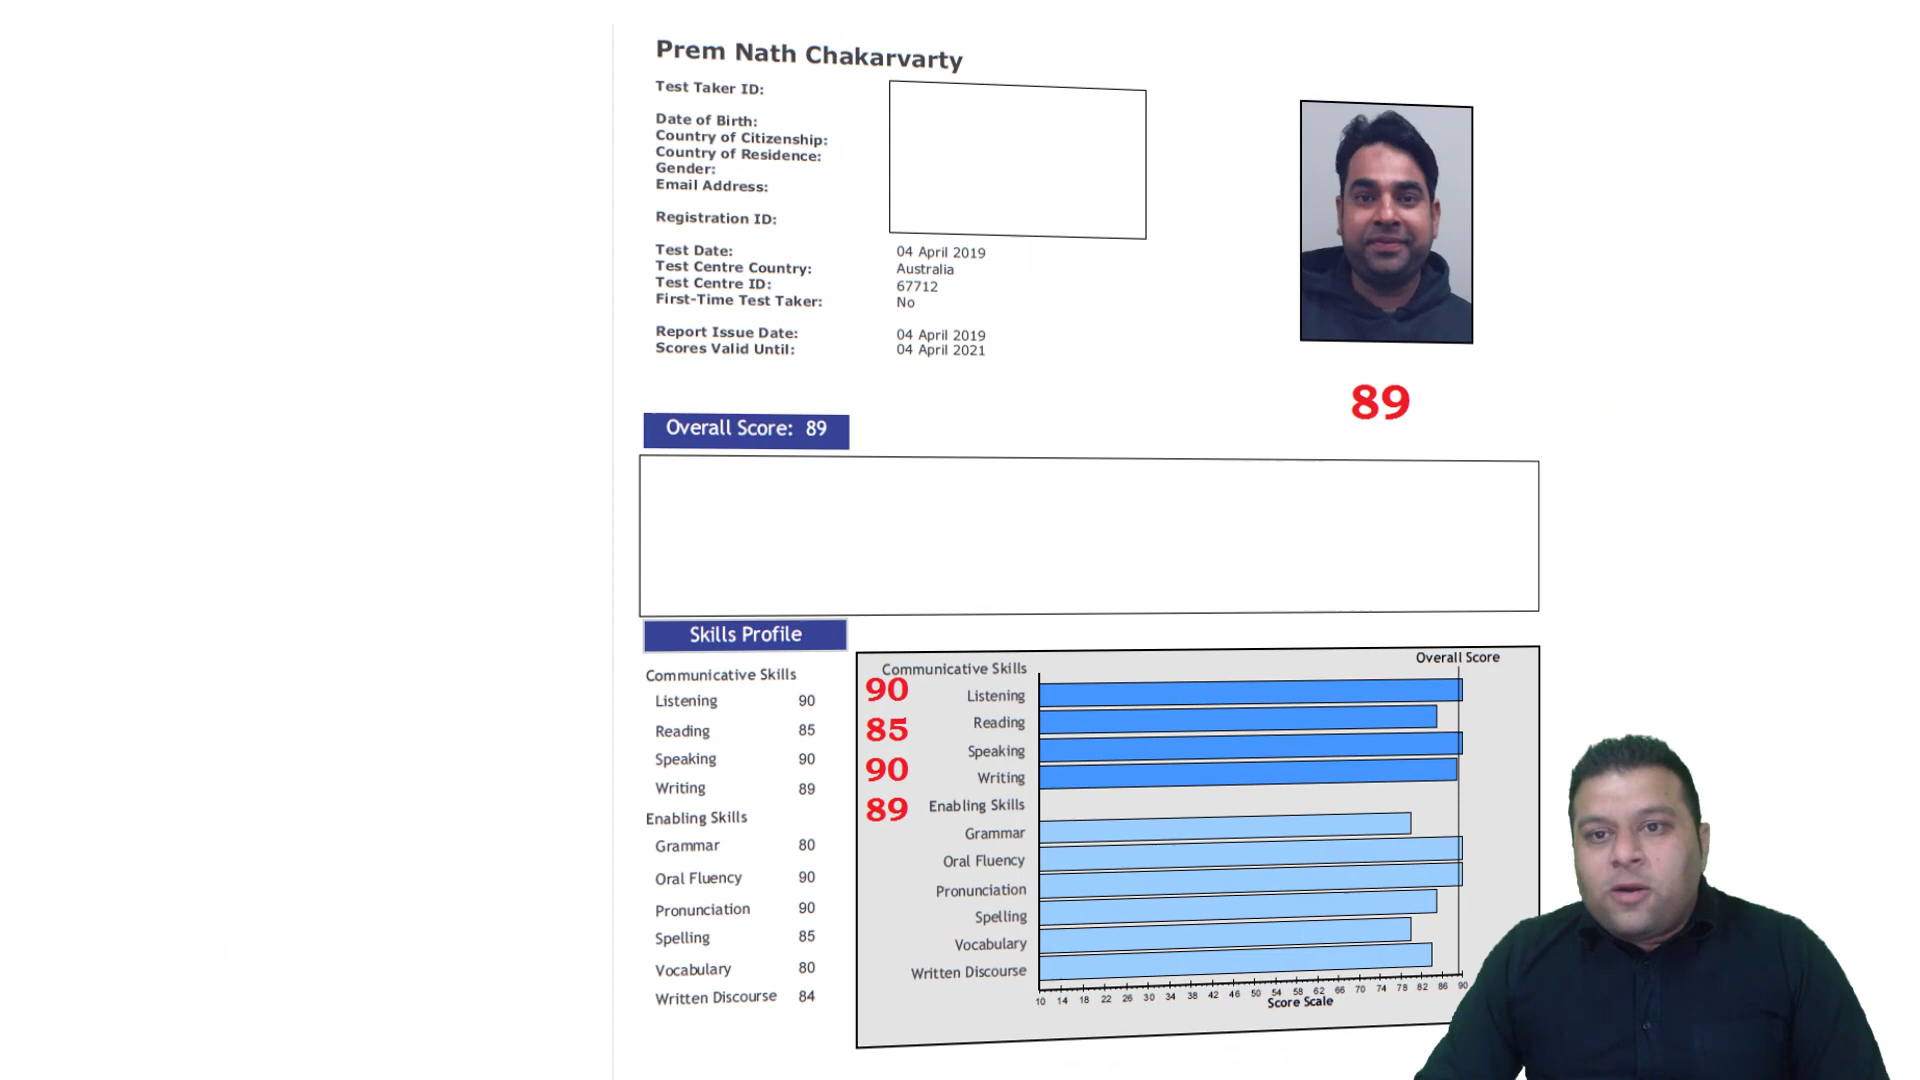 Prem Nath Chakarvarty
Test Taker ID:
Date of Birth:
Country of Citizenship:
Country of Residence:
Gender:
Email Address:
Registration ID:
Test Date: 04 April 2019
Test Centre Country: Australia
Test Centre ID: 67712
First-Time Test Taker: No
Report Issue Date: 04 April 2019
Scores Valid Until: 04 April 2021
89
Overall Score: 89
Skills Profile
Communicative Skills
Listening 90
Reading 85
Speaking 90
Writing 89
Enabling Skills
Grammar 80
Oral Fluency 90
Pronunciation 90
Spelling 85
Vocabulary 80
Written Discourse 84
Overall Score
Communicative Skills
90 Listening
85 Reading
Speaking
90 Writing
89 Enabling Skills
Grammar
Oral Fluency
Pronunciation
Spelling
Vocabulary
Written Discourse
10 14 18 22 26 30 34 38 42 46 50 54 58 62 66 70 74 78 82 86 90
Score Scale